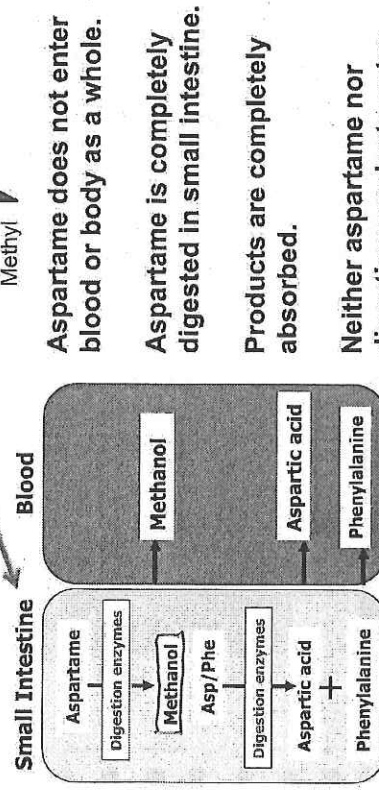 Methyl
Small Intestine
Blood
Aspartame
Digestion enzymes
Methanol
Asp/Phe
Digestion enzymes
Aspartic acid
+
Phenylalanine
Methanol
Aspartic acid
Phenylalanine
Aspartame does not enter
blood or body as a whole.
Aspartame is completely
digested in small intestine.
Products are completely
absorbed.
Neither aspartame nor